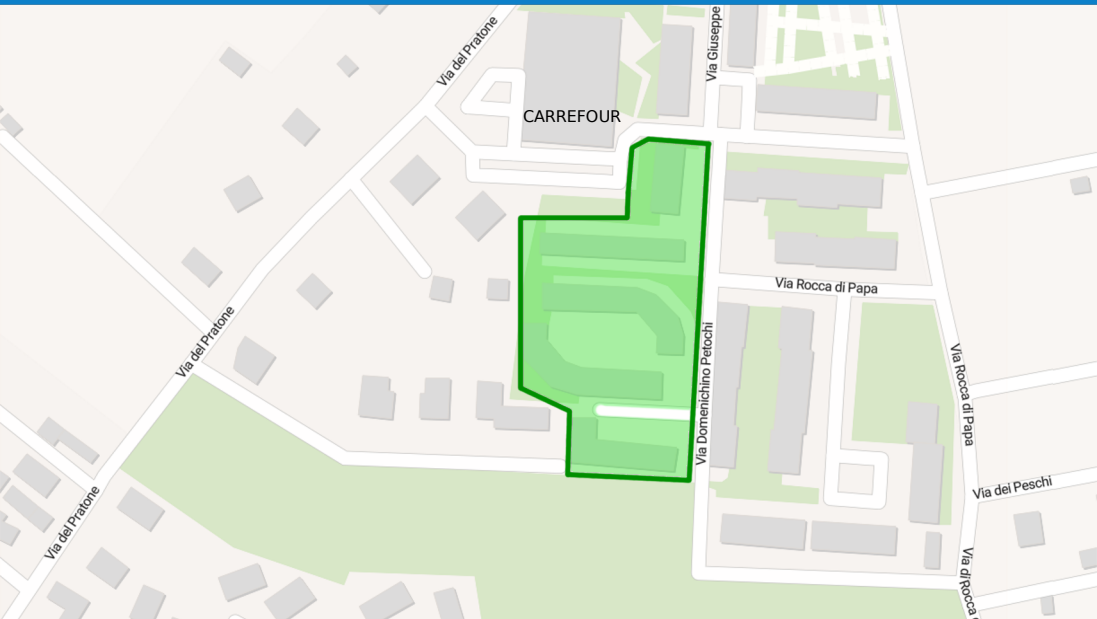 Via del Pratone
Via Giuseppe
CARREFOUR
Via Rocca di Papa
Via del Pratone
Via Domenichino Petochi
Via Rocca di Papa
Via dei Peschi
Via del Pratone
Via di Rocca